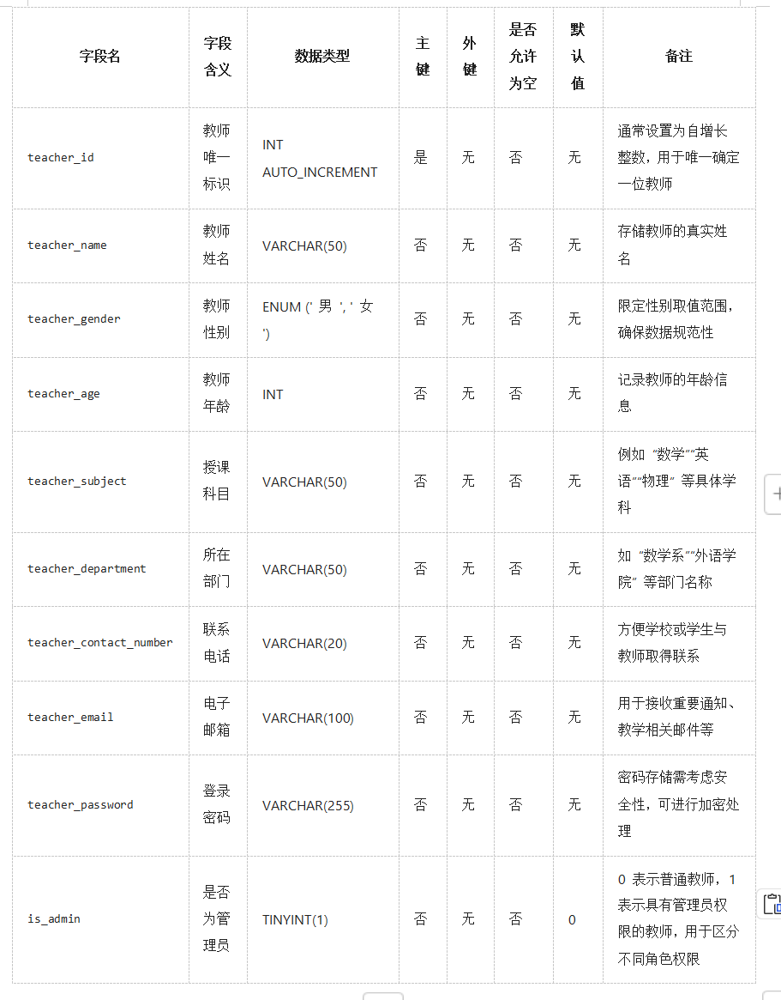 字段名
字段
含义
数据类型
主
键
外
键
是否
允许
为空
默
认
值
备注
teacher_id
教师
唯一
标识
INT
AUTO_INCREMENT
是
无
否
无
通常设置为自增长
整数，用于唯一确定
一位教师
teacher_name
教师
姓名
VARCHAR(50)
否
无
否
无
存储教师的真实姓
名
teacher_gender
教师
性别
ENUM (' 男 ', ' 女
')
否
无
否
无
限定性别取值范围，
确保数据规范性
teacher_age
教师
年龄
INT
否
无
否
无
记录教师的年龄信
息
teacher_subject
授课
科目
VARCHAR(50)
否
无
否
无
例如 “数学”“英
语”“物理” 等具体学
科
teacher_department
所在
部门
VARCHAR(50)
否
无
否
无
如 “数学系”“外语学
院” 等部门名称
teacher_contact_number
联系
电话
VARCHAR(20)
否
无
否
无
方便学校或学生与
教师取得联系
teacher_email
电子
邮箱
VARCHAR(100)
否
无
否
无
用于接收重要通知、
教学相关邮件等
teacher_password
登录
密码
VARCHAR(255)
否
无
否
无
密码存储需考虑安
全性，可进行加密处
理
is_admin
是否
为管
理员
TINYINT(1)
否
无
否
0
0 表示普通教师，1
表示具有管理员权
限的教师，用于区分
不同角色权限